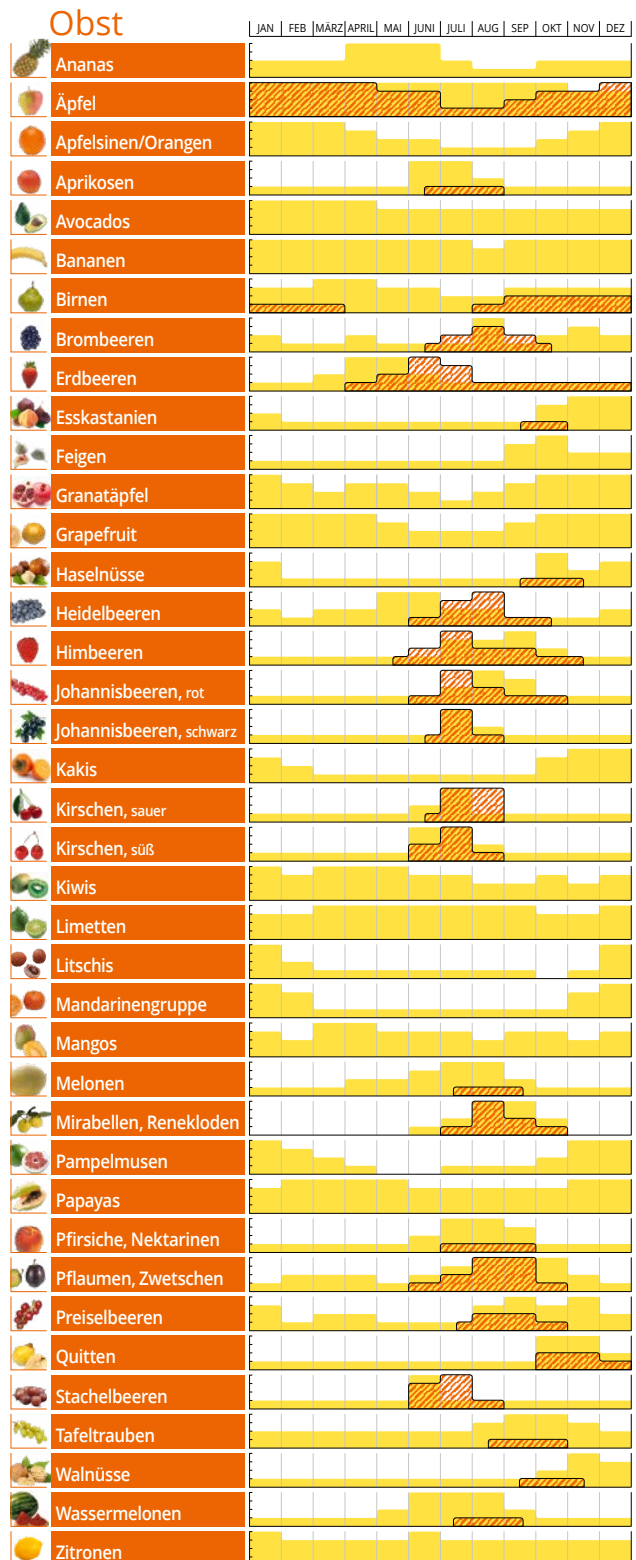 Obst
JAN FEB MÄRZ APRIL MAI JUNI JULI AUG SEP OKT NOV DEZ
Ananas
Äpfel
Apfelsinen/Orangen
Aprikosen
Avocados
Bananen
Birnen
Brombeeren
Erdbeeren
Esskastanien
Feigen
Granatäpfel
Grapefruit
Haselnüsse
Heidelbeeren
Himbeeren
Johannisbeeren, rot
Johannisbeeren, schwarz
Kakis
Kirschen, sauer
Kirschen, süß
Kiwis
Limetten
Litschis
Mandarinengruppe
Mangos
Melonen
Mirabellen, Renekloden
Pampelmusen
Papayas
Pfirsiche, Nektarinen
Pflaumen, Zwetschen
Preiselbeeren
Quitten
Stachelbeeren
Tafeltrauben
Walnüsse
Wassermelonen
Zitronen